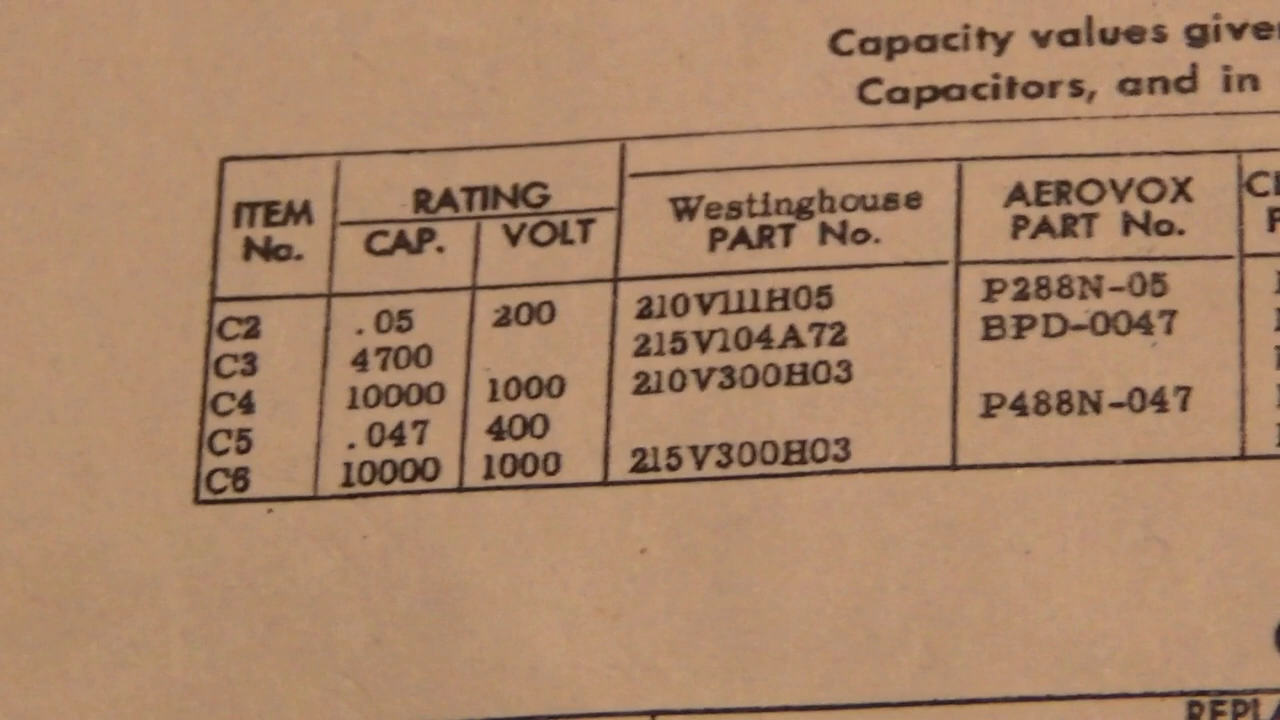 Capacity values
Capacitors, and in
ITEM No. RATING CAP. VOLT Westinghouse PART No. AEROVOX PART No.
C2 .05 200 210V111H05 P288N-05
C3 4700 215V104A72 BPD-0047
C4 10000 1000 210V300H03
C5 .047 400 P488N-047
C6 10000 1000 215V300H03